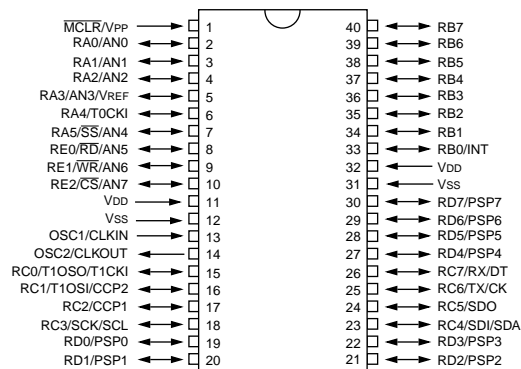 MCLR/VPP 1 40 RB7
RA0/AN0 2 39 RB6
RA1/AN1 3 38 RB5
RA2/AN2 4 37 RB4
RA3/AN3/VREF 5 36 RB3
RA4/T0CKI 6 35 RB2
RA5/SS/AN4 7 34 RB1
RE0/RD/AN5 8 33 RB0/INT
RE1/WR/AN6 9 32 VDD
RE2/CS/AN7 10 31 VSS
VDD 11 30 RD7/PSP7
VSS 12 29 RD6/PSP6
OSC1/CLKIN 13 28 RD5/PSP5
OSC2/CLKOUT 14 27 RD4/PSP4
RC0/T1OSO/T1CKI 15 26 RC7/RX/DT
RC1/T1OSI/CCP2 16 25 RC6/TX/CK
RC2/CCP1 17 24 RC5/SDO
RC3/SCK/SCL 18 23 RC4/SDI/SDA
RD0/PSP0 19 22 RD3/PSP3
RD1/PSP1 20 21 RD2/PSP2